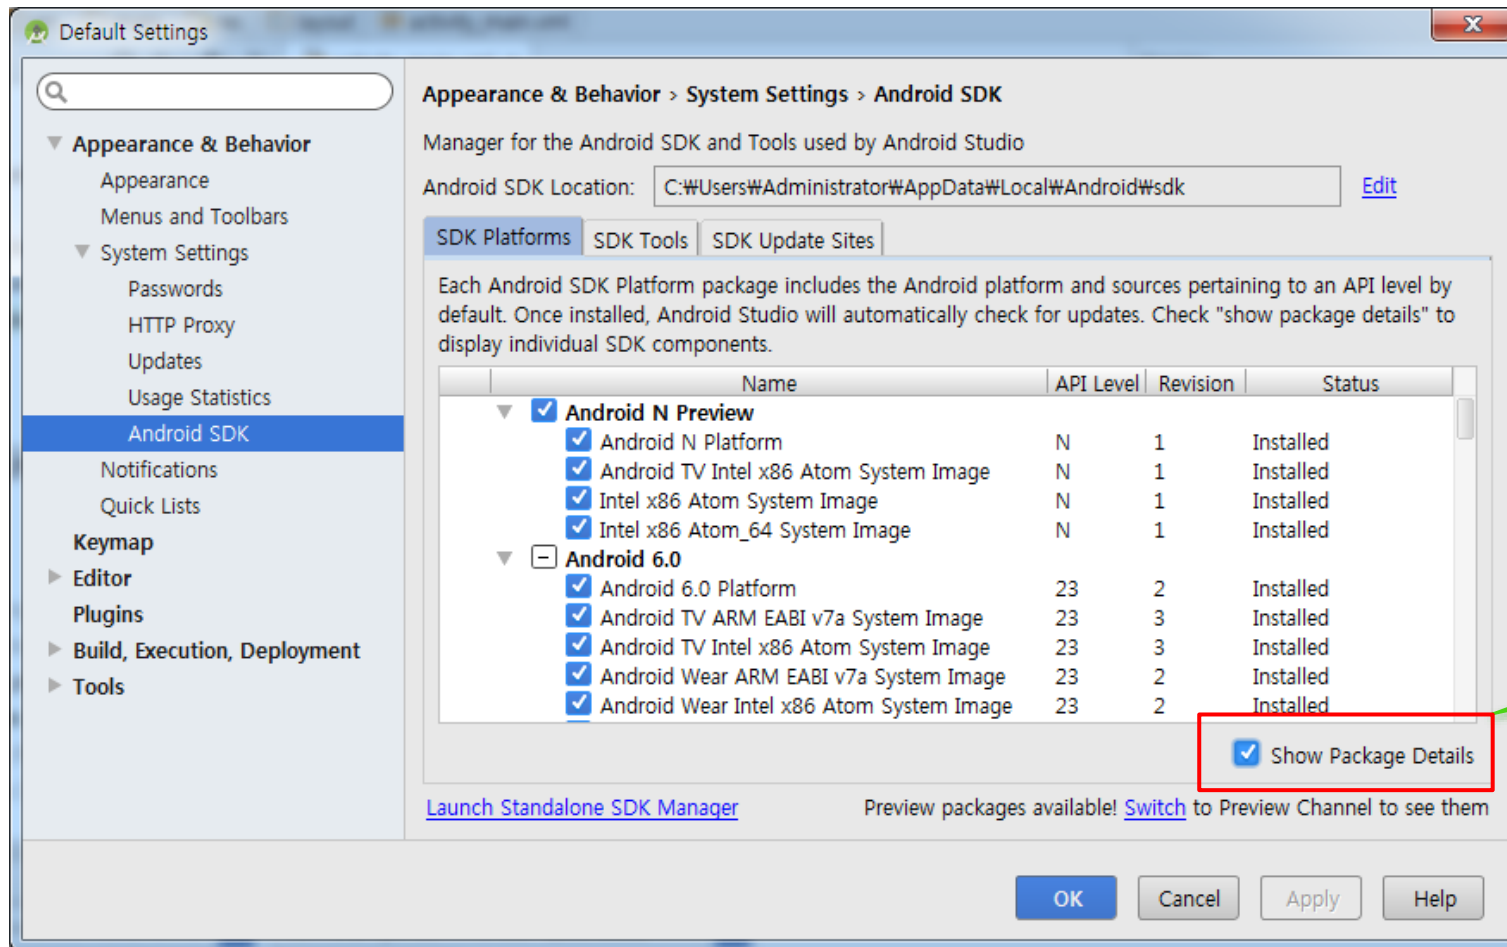 Default Settings
Appearance & Behavior
Appearance
Menus and Toolbars
System Settings
Passwords
HTTP Proxy
Updates
Usage Statistics
Android SDK
Notifications
Quick Lists
Keymap
Editor
Plugins
Build, Execution, Deployment
Tools
Appearance & Behavior › System Settings › Android SDK
Manager for the Android SDK and Tools used by Android Studio
Android SDK Location: C:₩Users₩Administrator₩AppData₩Local₩Android₩sdk Edit
SDK Platforms SDK Tools SDK Update Sites
Each Android SDK Platform package includes the Android platform and sources pertaining to an API level by
default. Once installed, Android Studio will automatically check for updates. Check "show package details" to
display individual SDK components.
Name API Level Revision Status
Android N Preview
Android N Platform N 1 Installed
Android TV Intel x86 Atom System Image N 1 Installed
Intel x86 Atom System Image N 1 Installed
Intel x86 Atom_64 System Image N 1 Installed
Android 6.0
Android 6.0 Platform 23 2 Installed
Android TV ARM EABI v7a System Image 23 3 Installed
Android TV Intel x86 Atom System Image 23 3 Installed
Android Wear ARM EABI v7a System Image 23 2 Installed
Android Wear Intel x86 Atom System Image 23 2 Installed
Show Package Details
Launch Standalone SDK Manager Preview packages available! Switch to Preview Channel to see them
OK Cancel Apply Help